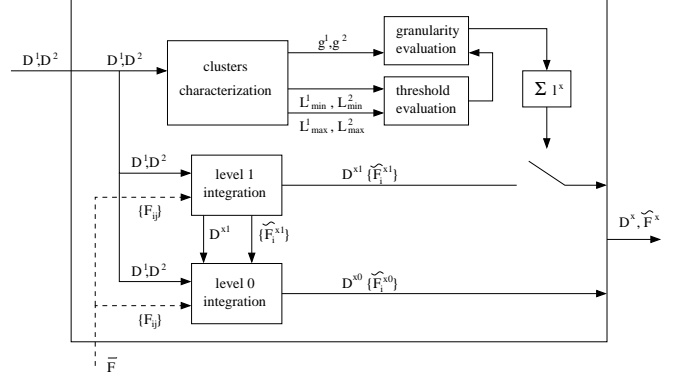 D¹,D²
D¹,D²
clusters
characterization
g¹,g²
granularity
evaluation
L¹min , L²min
L¹max , L²max
threshold
evaluation
Σ 1ˣ
D¹,D²
{Fij}
level 1
integration
Dˣ¹ {F͠ᵢˣ¹}
Dˣ¹
{F͠ᵢˣ¹}
Dˣ, F͠ˣ
D¹,D²
{Fij}
level 0
integration
Dˣ⁰ {F͠ᵢˣ⁰}
F̅